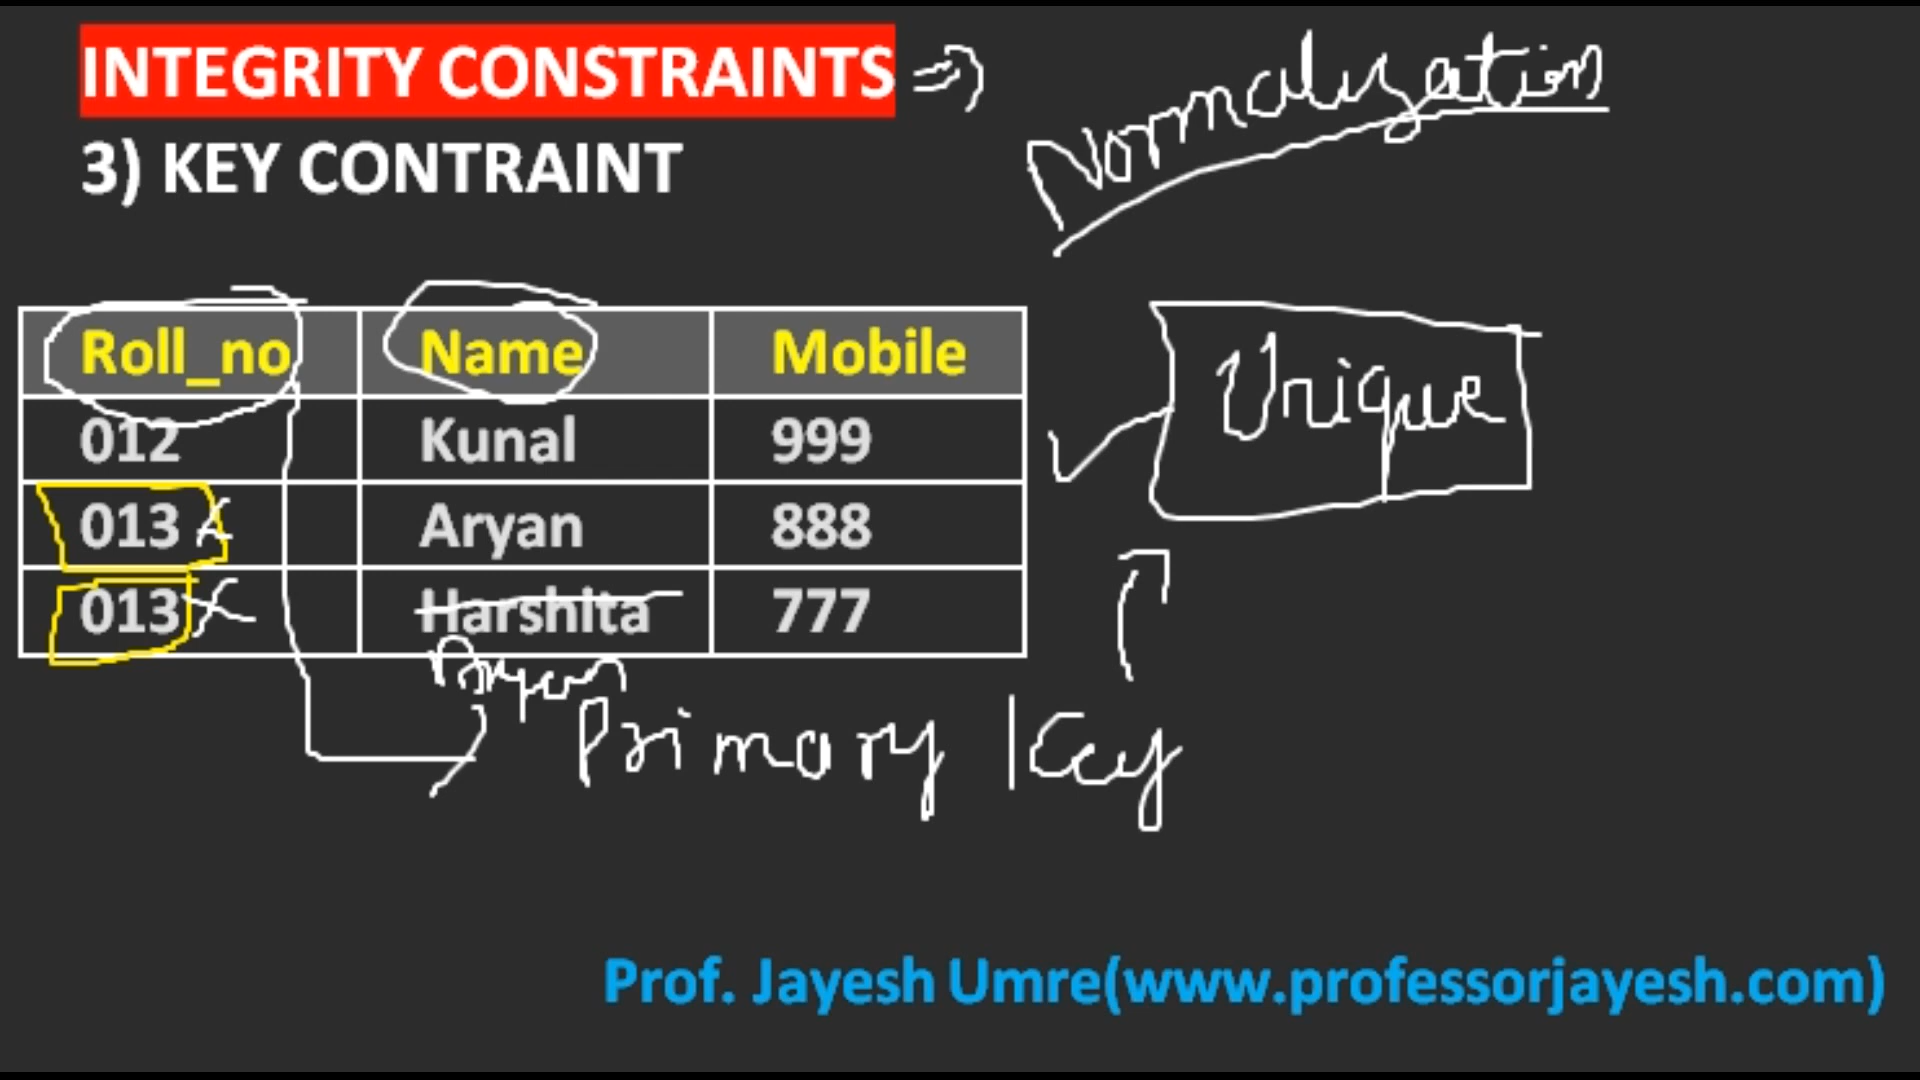 INTEGRITY CONSTRAINTS =>
Normalization
3) KEY CONTRAINT
Roll_no Name Mobile
012 Kunal 999
Unique
013 X Aryan 888
013 X Harshita 777
Aryan
Primary Key
Prof. Jayesh Umre(www.professorjayesh.com)